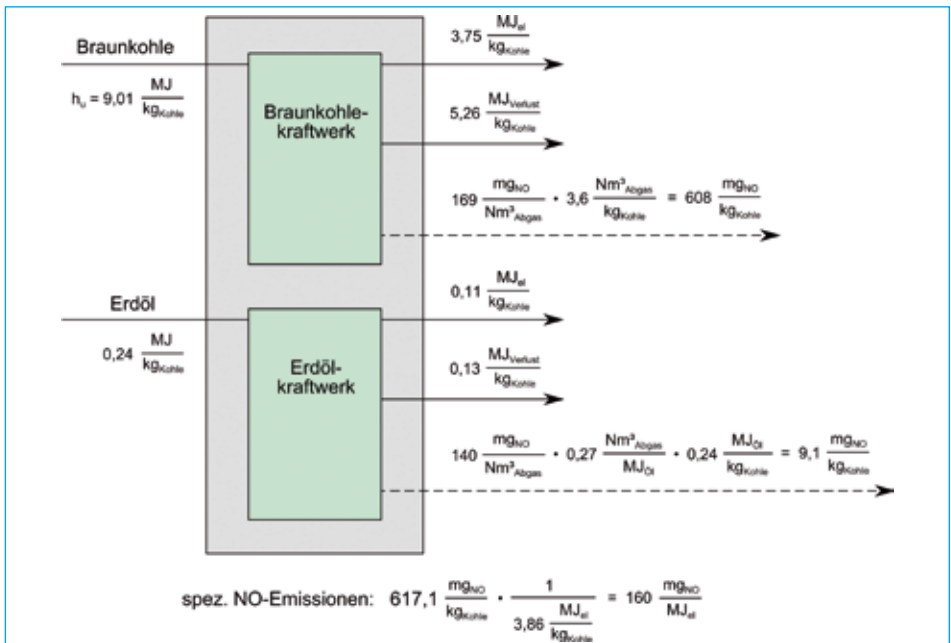 Braunkohle
hᵤ = 9,01 MJ/kg_Kohle
Braunkohle-
kraftwerk
3,75 MJ_el/kg_Kohle
5,26 MJ_Verlust/kg_Kohle
169 mg_NO/Nm³_Abgas · 3,6 Nm³_Abgas/kg_Kohle = 608 mg_NO/kg_Kohle
Erdöl
0,24 MJ/kg_Kohle
Erdöl-
kraftwerk
0,11 MJ_el/kg_Kohle
0,13 MJ_Verlust/kg_Kohle
140 mg_NO/Nm³_Abgas · 0,27 Nm³_Abgas/MJ_Öl · 0,24 MJ_Öl/kg_Kohle = 9,1 mg_NO/kg_Kohle
spez. NO-Emissionen: 617,1 mg_NO/kg_Kohle · 1/(3,86 MJ_el/kg_Kohle) = 160 mg_NO/MJ_el